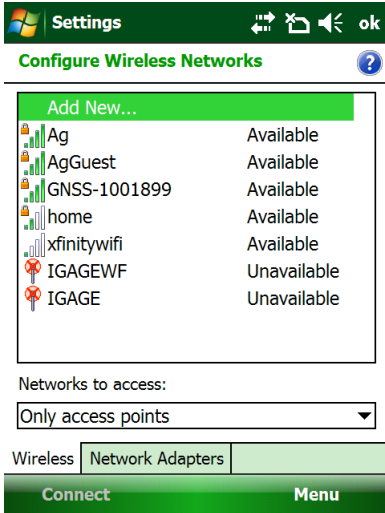 Settings ok
Configure Wireless Networks ?
Add New...
Ag Available
AgGuest Available
GNSS-1001899 Available
home Available
xfinitywifi Available
IGAGEWF Unavailable
IGAGE Unavailable
Networks to access:
Only access points
Wireless Network Adapters
Connect Menu